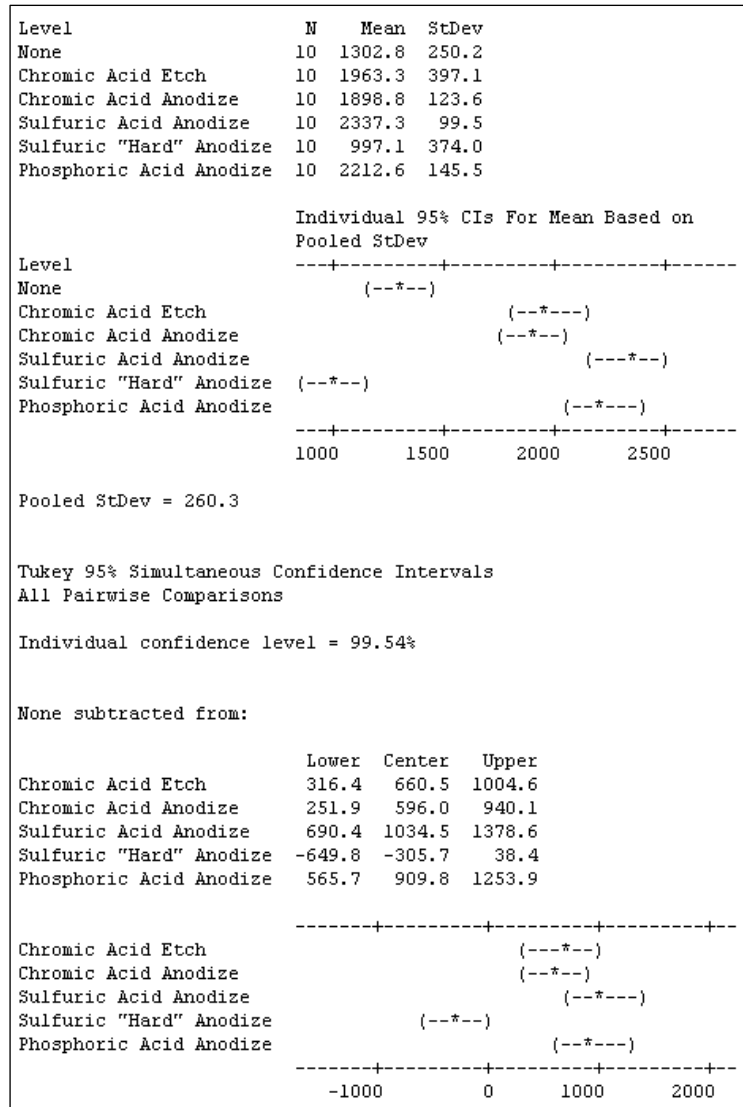 Level                      N    Mean  StDev
None                      10  1302.8  250.2
Chromic Acid Etch         10  1963.3  397.1
Chromic Acid Anodize      10  1898.8  123.6
Sulfuric Acid Anodize     10  2337.3   99.5
Sulfuric "Hard" Anodize   10   997.1  374.0
Phosphoric Acid Anodize   10  2212.6  145.5
                         Individual 95% CIs For Mean Based on
                         Pooled StDev
Level                    ---+---------+---------+---------+------
None                           (--*--)
Chromic Acid Etch                           (--*---)
Chromic Acid Anodize                       (--*--)
Sulfuric Acid Anodize                              (---*--)
Sulfuric "Hard" Anodize  (--*--)
Phosphoric Acid Anodize                          (--*---)
                         ---+---------+---------+---------+------
                         1000      1500      2000      2500
Pooled StDev = 260.3
Tukey 95% Simultaneous Confidence Intervals
All Pairwise Comparisons
Individual confidence level = 99.54%
None subtracted from:
                          Lower  Center   Upper
Chromic Acid Etch         316.4   660.5  1004.6
Chromic Acid Anodize      251.9   596.0   940.1
Sulfuric Acid Anodize     690.4  1034.5  1378.6
Sulfuric "Hard" Anodize  -649.8  -305.7    38.4
Phosphoric Acid Anodize   565.7   909.8  1253.9
                         -------+---------+---------+---------+--
Chromic Acid Etch                            (---*--)
Chromic Acid Anodize                         (--*--)
Sulfuric Acid Anodize                            (--*---)
Sulfuric "Hard" Anodize             (--*--)
Phosphoric Acid Anodize                         (--*---)
                         -------+---------+---------+---------+--
                            -1000         0      1000      2000